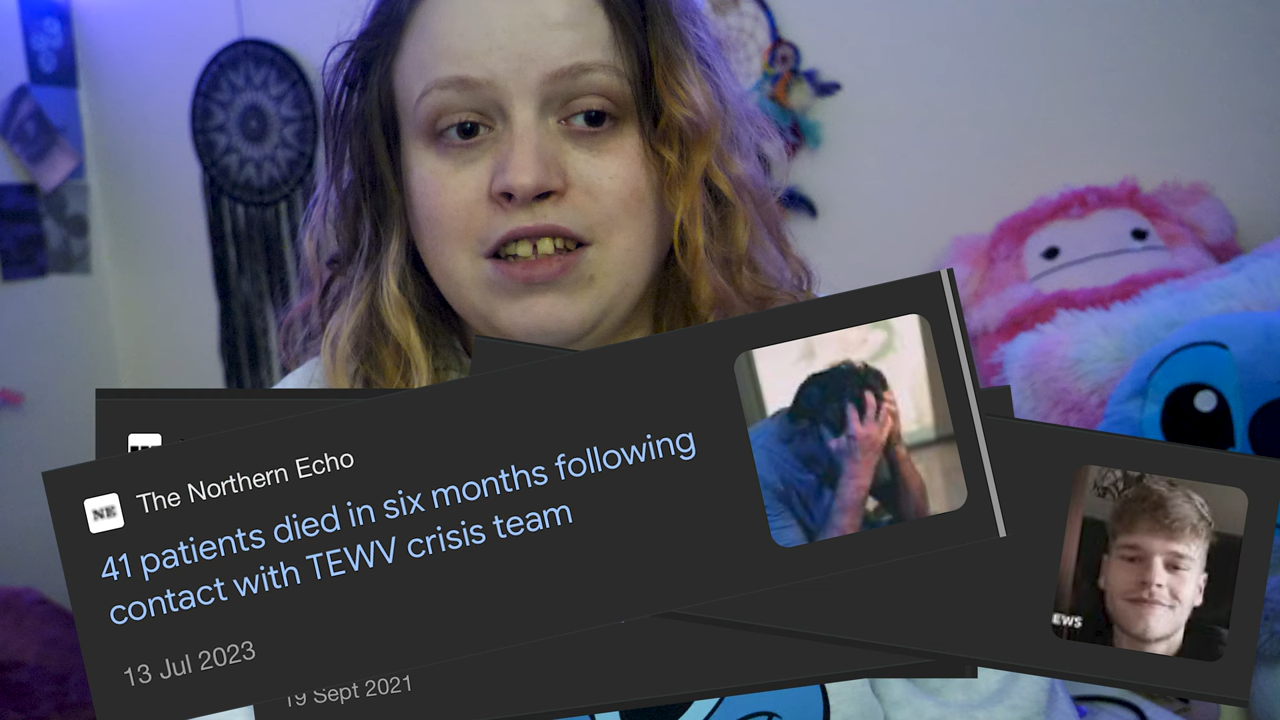 The Northern Echo
NE
41 patients died in six months following
contact with TEWV crisis team
13 Jul 2023
19 Sept 2021
EWS